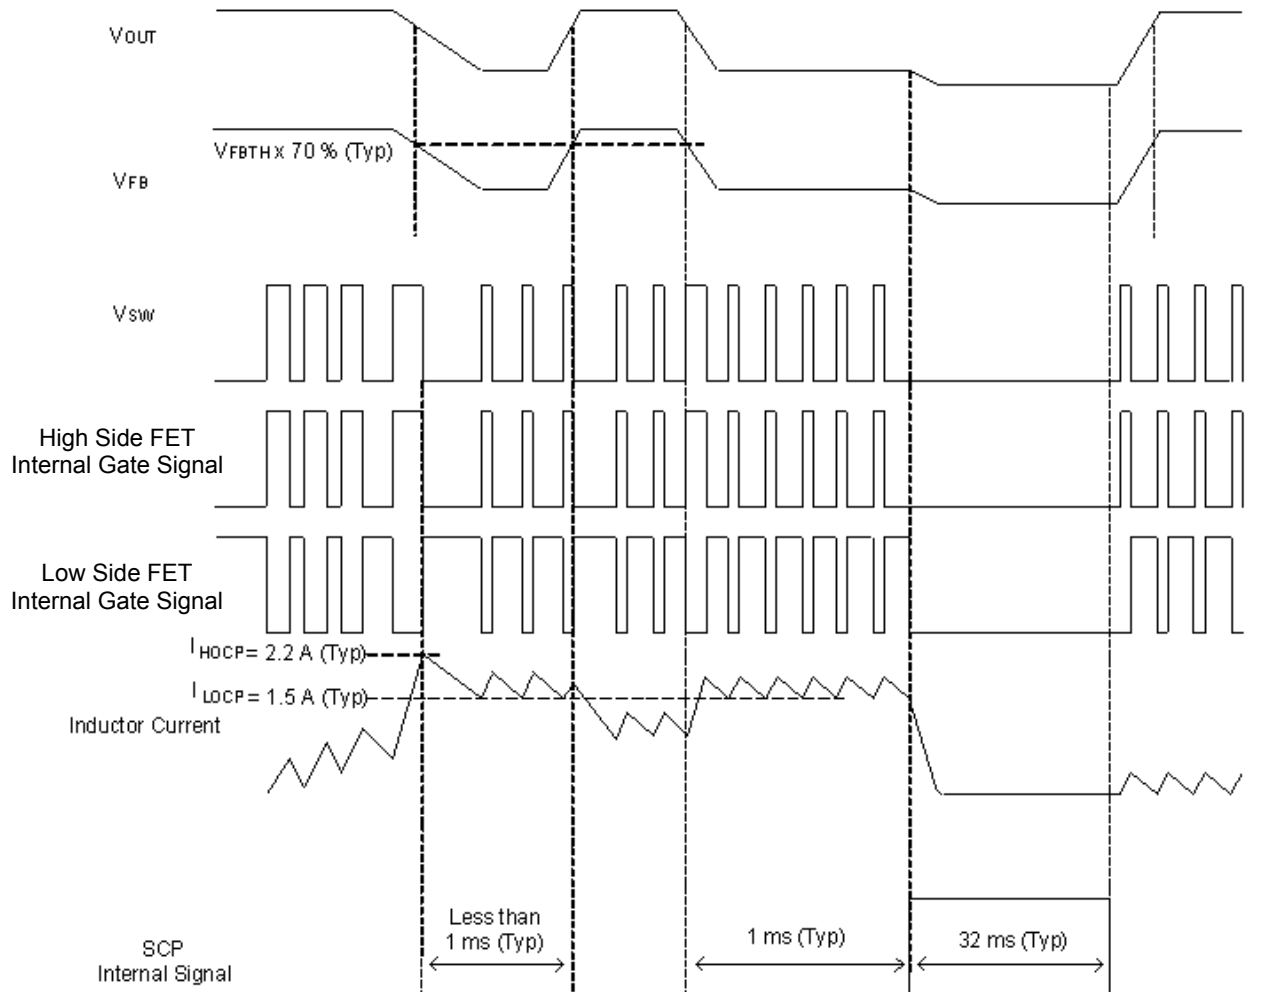 VOUT
VFBTH x 70 % (Typ)
VFB
VSW
High Side FET
Internal Gate Signal
Low Side FET
Internal Gate Signal
I HOCP = 2.2 A (Typ)
I LOCP = 1.5 A (Typ)
Inductor Current
Less than
1 ms (Typ)
1 ms (Typ)
32 ms (Typ)
SCP
Internal Signal